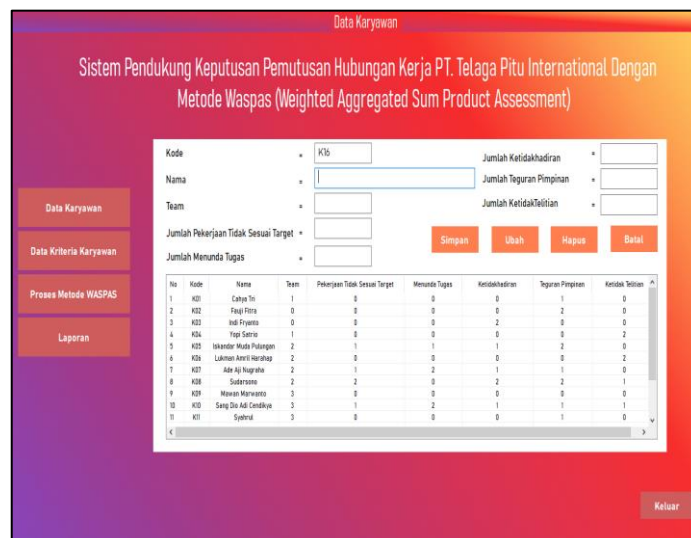 Data Karyawan
Sistem Pendukung Keputusan Pemutusan Hubungan Kerja PT. Telaga Pitu International Dengan
Metode Waspas (Weighted Aggregated Sum Product Assessment)
Data Karyawan
Data Kriteria Karyawan
Proses Metode WASPAS
Laporan
Kode * K16
Nama *
Team *
Jumlah Pekerjaan Tidak Sesuai Target *
Jumlah Menunda Tugas *
Jumlah Ketidakhadiran *
Jumlah Teguran Pimpinan *
Jumlah KetidakTelitian *
Simpan Ubah Hapus Batal
No Kode Nama Team Pekerjaan Tidak Sesuai Target Menunda Tugas Ketidakhadiran Teguran Pimpinan Ketidak Telitian
1 K01 Cahya Tri 1 0 0 0 1 0
2 K02 Fauji Fitra 0 0 0 0 2 0
3 K03 Indi Fryanto 0 0 0 2 0 0
4 K04 Yopi Satrio 1 0 0 0 0 2
5 K05 Iskandar Muda Pulungan 2 1 1 1 2 0
6 K06 Lukman Amril Harahap 2 0 0 0 0 2
7 K07 Ade Aji Nugraha 2 1 2 1 1 0
8 K08 Sudarsono 2 2 0 2 2 1
9 K09 Mawan Marwanto 3 0 0 0 0 0
10 K10 Sang Dio Adi Cendikya 3 1 2 1 1 1
11 K11 Syahrul 3 0 0 0 1 0
Keluar